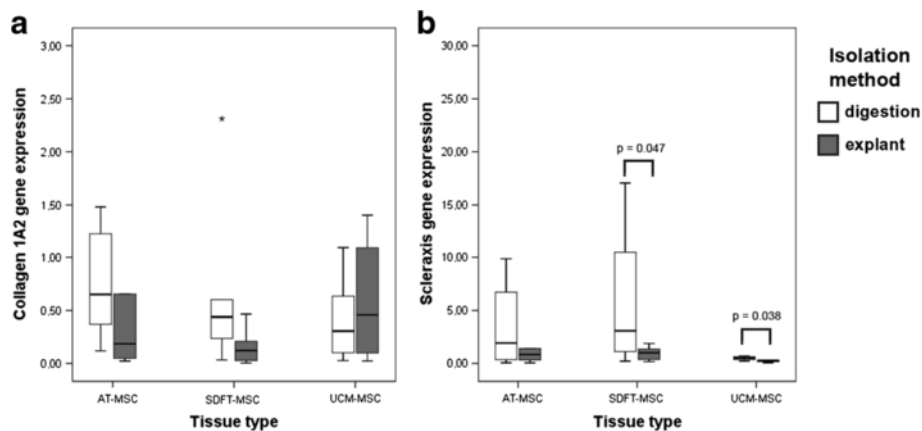 a
3.00
2.50
2.00
1.50
1.00
0.50
0.00
Collagen 1A2 gene expression
*
AT-MSC
SDFT-MSC
UCM-MSC
Tissue type
b
30.00
25.00
20.00
15.00
10.00
5.00
0.00
Scleraxis gene expression
p = 0.047
p = 0.038
AT-MSC
SDFT-MSC
UCM-MSC
Tissue type
Isolation
method
digestion
explant